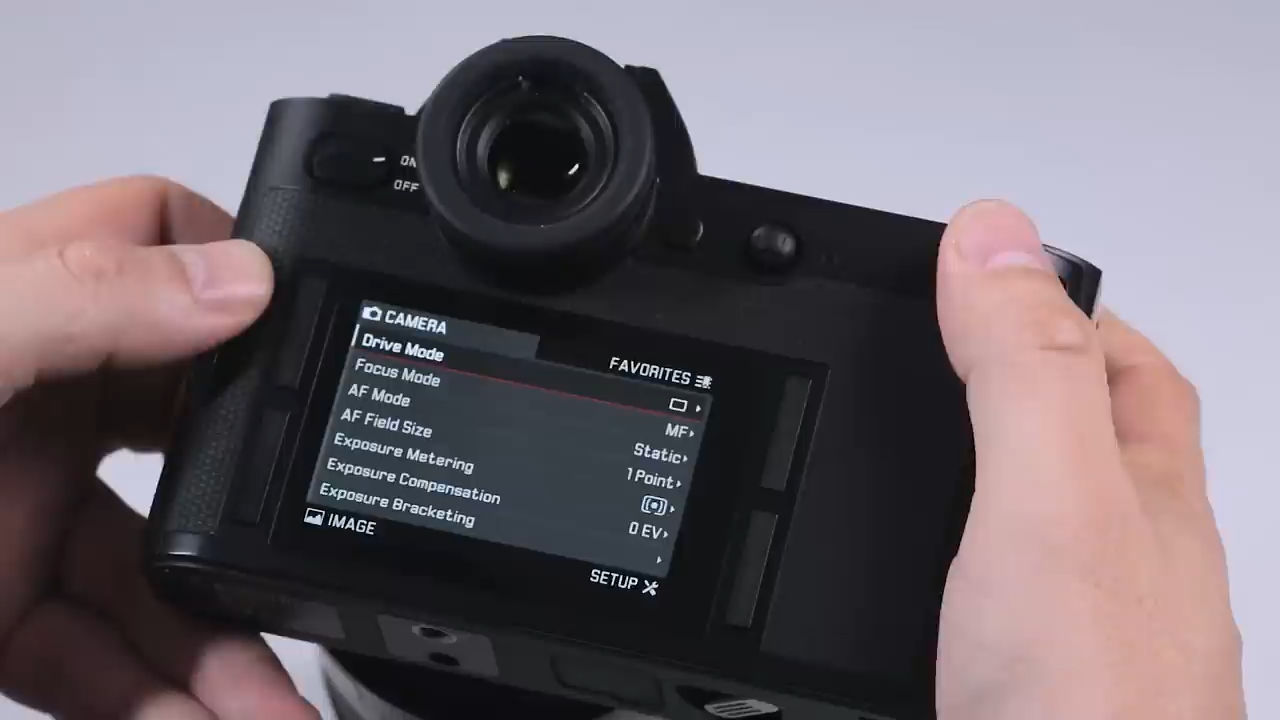 ON
OFF
CAMERA
FAVORITES
Drive Mode
Focus Mode MF
AF Mode Static
AF Field Size 1 Point
Exposure Metering
Exposure Compensation 0 EV
Exposure Bracketing
IMAGE
SETUP